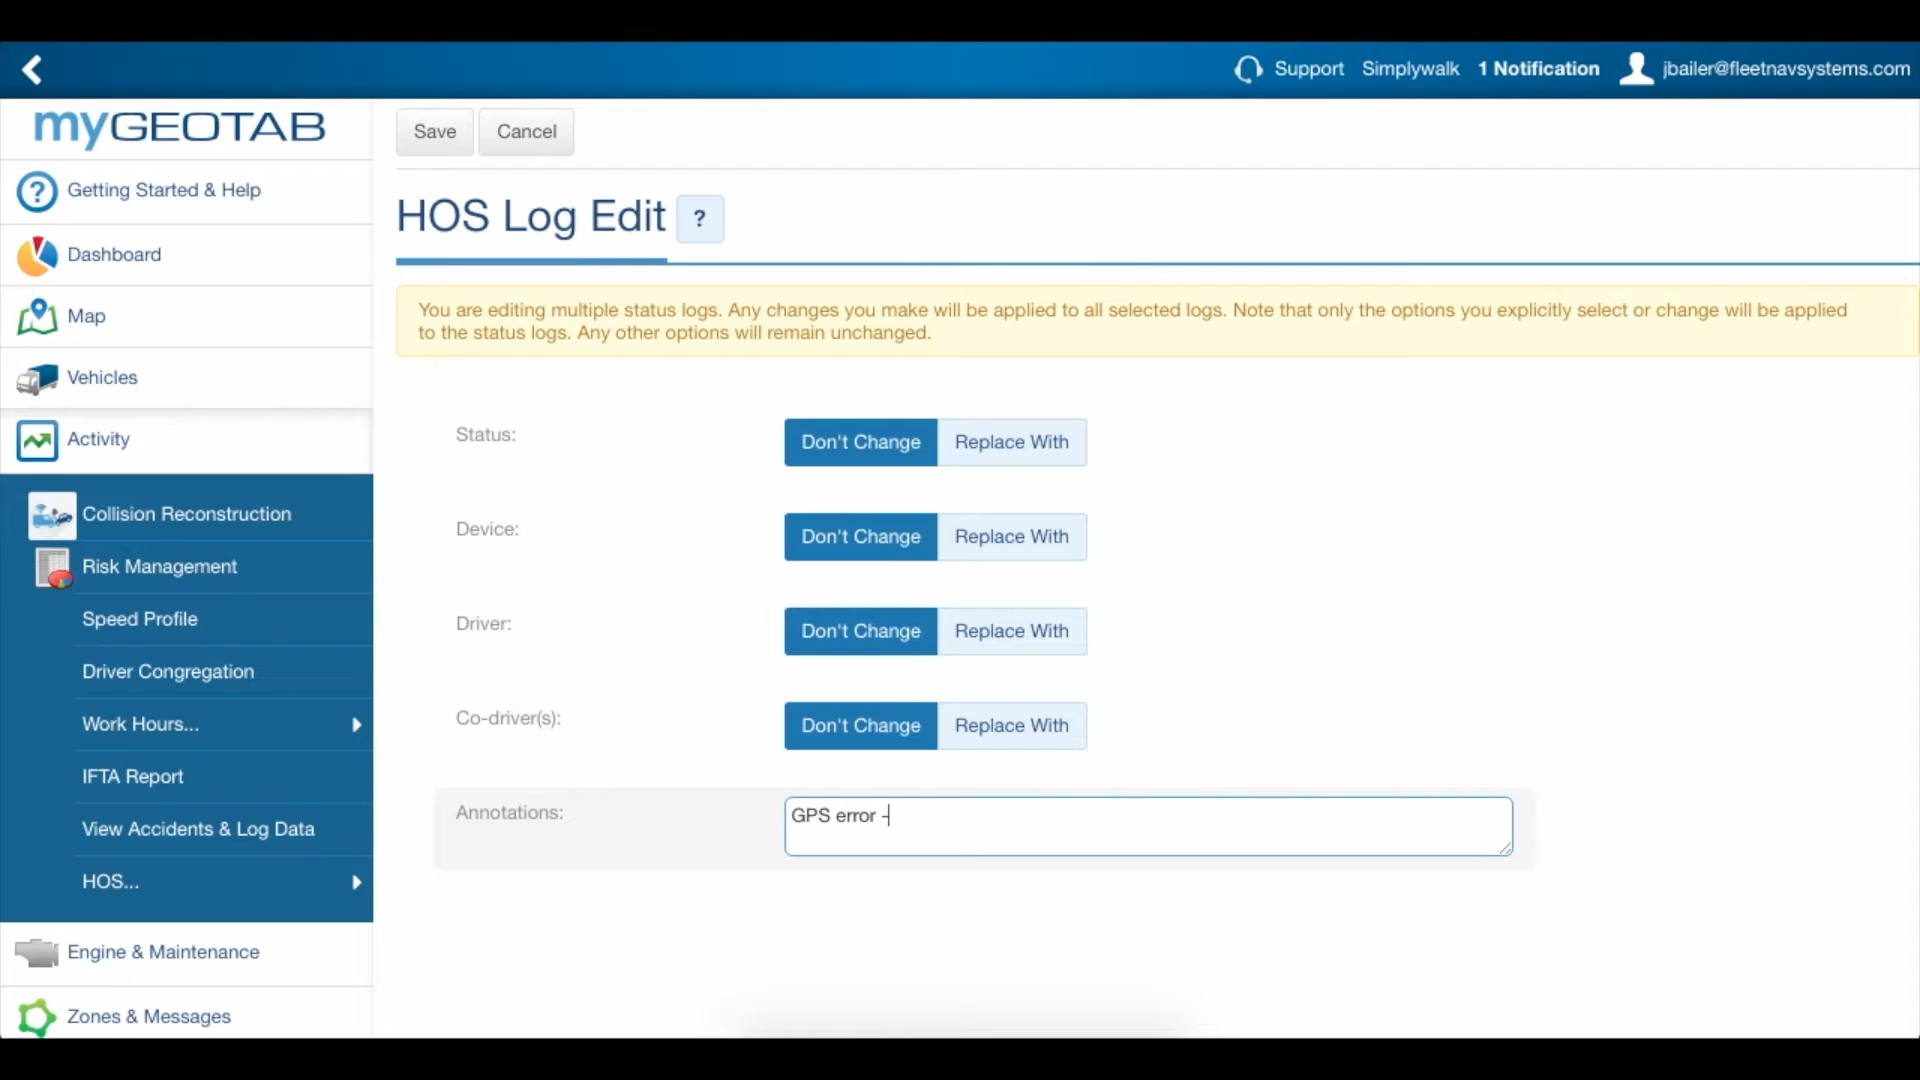 Support Simplywalk 1 Notification jbailer@fleetnavsystems.com
myGEOTAB
Getting Started & Help
Dashboard
Map
Vehicles
Activity
Collision Reconstruction
Risk Management
Speed Profile
Driver Congregation
Work Hours...
IFTA Report
View Accidents & Log Data
HOS...
Engine & Maintenance
Zones & Messages
Save Cancel
HOS Log Edit ?
You are editing multiple status logs. Any changes you make will be applied to all selected logs. Note that only the options you explicitly select or change will be applied
to the status logs. Any other options will remain unchanged.
Status: Don't Change Replace With
Device: Don't Change Replace With
Driver: Don't Change Replace With
Co-driver(s): Don't Change Replace With
Annotations: GPS error -